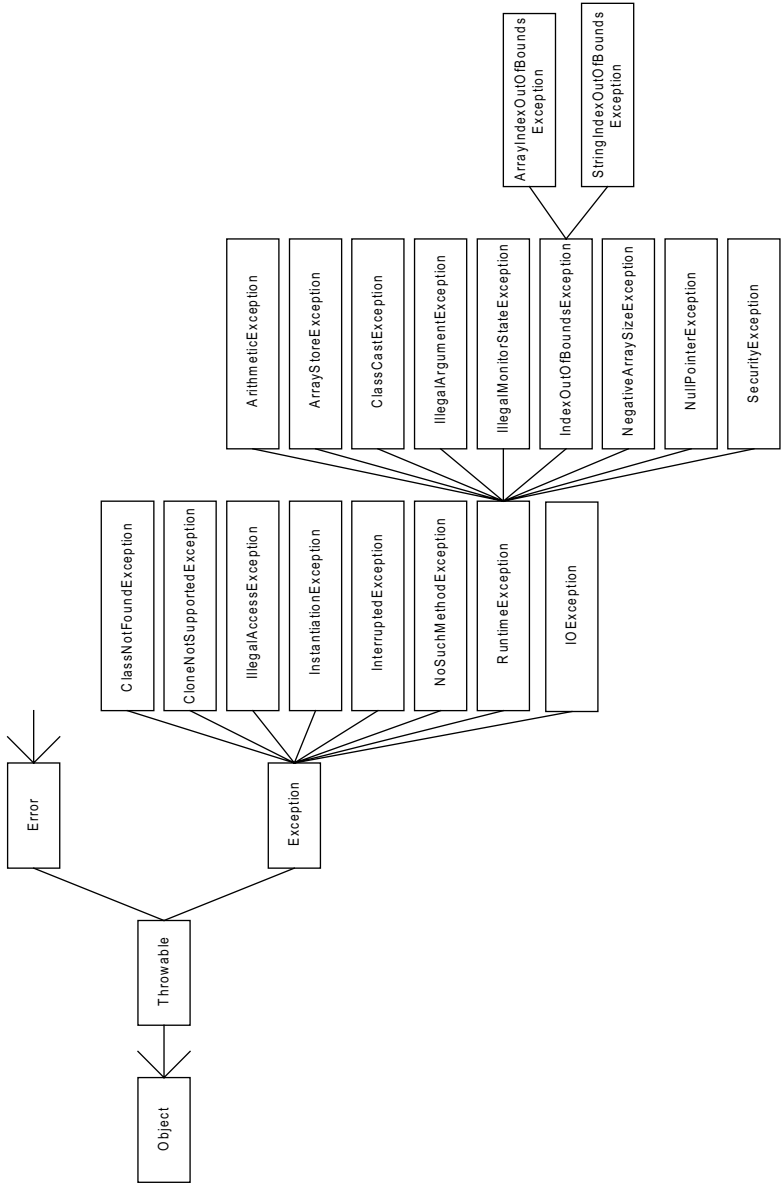 Object
Throwable
Error
Exception
ClassNotFoundException
CloneNotSupportedException
IllegalAccessException
InstantiationException
InterruptedException
NoSuchMethodException
RuntimeException
IOException
ArithmeticException
ArrayStoreException
ClassCastException
IllegalArgumentException
IllegalMonitorStateException
IndexOutOfBoundsException
NegativeArraySizeException
NullPointerException
SecurityException
ArrayIndexOutOfBounds
Exception
StringIndexOutOfBounds
Exception